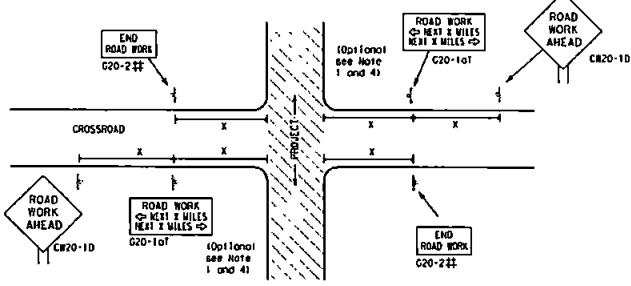 END
ROAD WORK
G20-2‡‡
(Optional
see Note
1 and 4)
ROAD WORK
⇦ NEXT X MILES
NEXT X MILES ⇨
G20-1aT
ROAD
WORK
AHEAD
CW20-1D
CROSSROAD
X
X
X
X
X
X
PROJECT
ROAD
WORK
AHEAD
CW20-1D
ROAD WORK
⇦ NEXT X MILES
NEXT X MILES ⇨
G20-1aT
(Optional
see Note
1 and 4)
END
ROAD WORK
G20-2‡‡